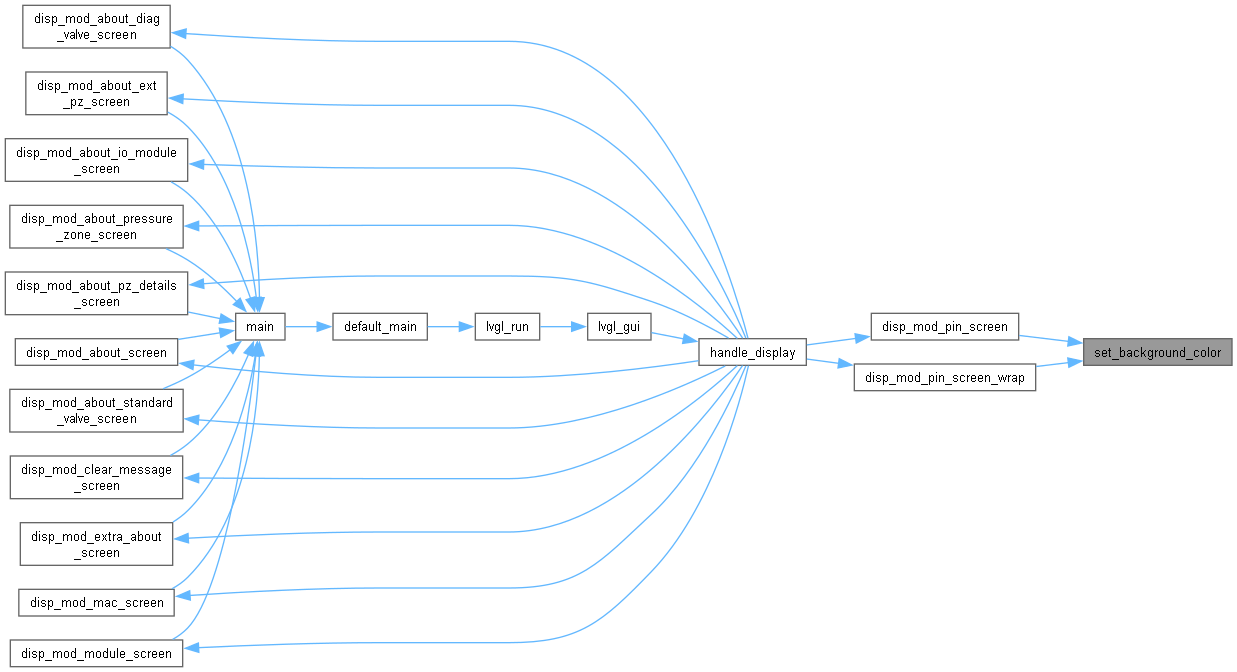 disp_mod_about_diag
_valve_screen
disp_mod_about_ext
_pz_screen
disp_mod_about_io_module
_screen
disp_mod_about_pressure
_zone_screen
disp_mod_about_pz_details
_screen
disp_mod_about_screen
disp_mod_about_standard
_valve_screen
disp_mod_clear_message
_screen
disp_mod_extra_about
_screen
disp_mod_mac_screen
disp_mod_module_screen
main
default_main
lvgl_run
lvgl_gui
handle_display
disp_mod_pin_screen
disp_mod_pin_screen_wrap
set_background_color